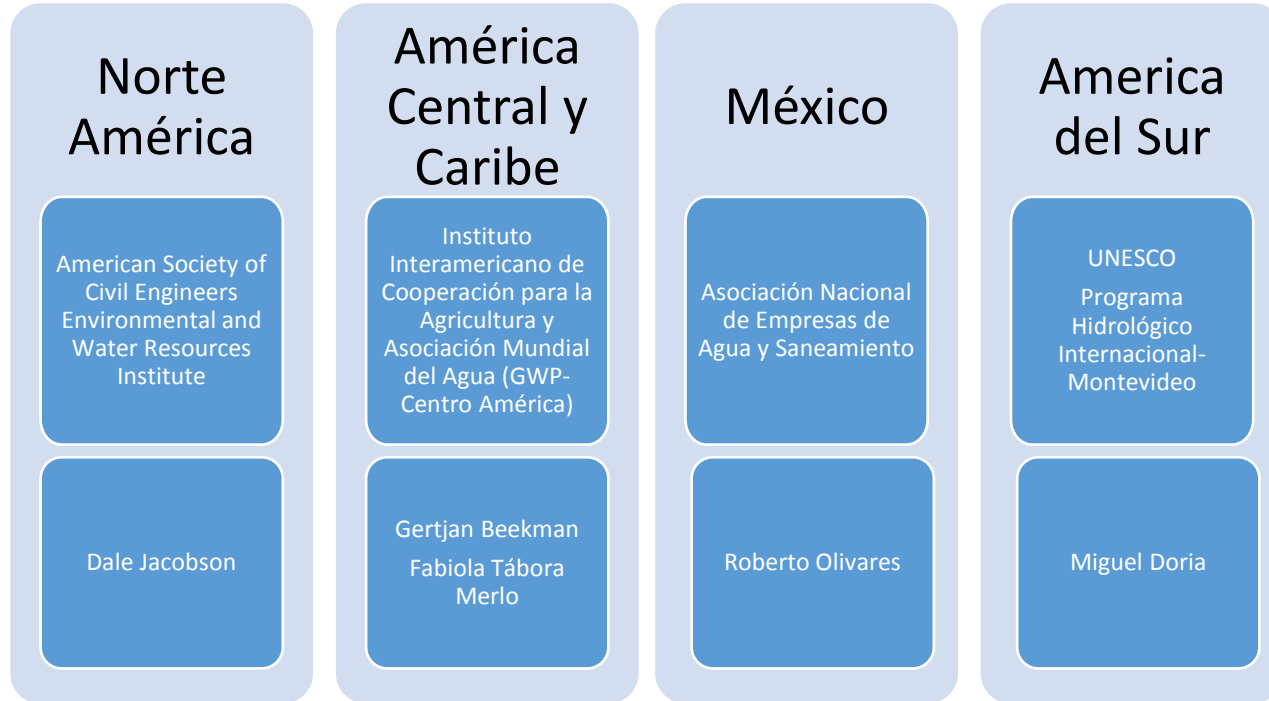 Norte
América
American Society of
Civil Engineers
Environmental and
Water Resources
Institute
Dale Jacobson
América
Central y
Caribe
Instituto
Interamericano de
Cooperación para la
Agricultura y
Asociación Mundial
del Agua (GWP-
Centro América)
Gertjan Beekman
Fabiola Tábora
Merlo
México
Asociación Nacional
de Empresas de
Agua y Saneamiento
Roberto Olivares
America
del Sur
UNESCO
Programa
Hidrológico
Internacional-
Montevideo
Miguel Doria